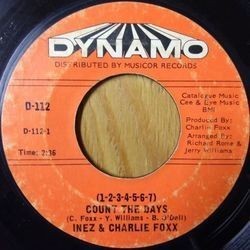 DYNAMO
DISTRIBUTED BY MUSICOR RECORDS
D-112
D-112-1
Time: 2:36
Catalogue Music
Cee & Eye Music
BMI
Produced By:
Charlie Foxx
Arranged By:
Richard Rome &
Jerry Williams
(1-2-3-4-5-6-7)
COUNT THE DAYS
(C. Foxx - Y. Williams - B. O'Dell)
INEZ & CHARLIE FOXX